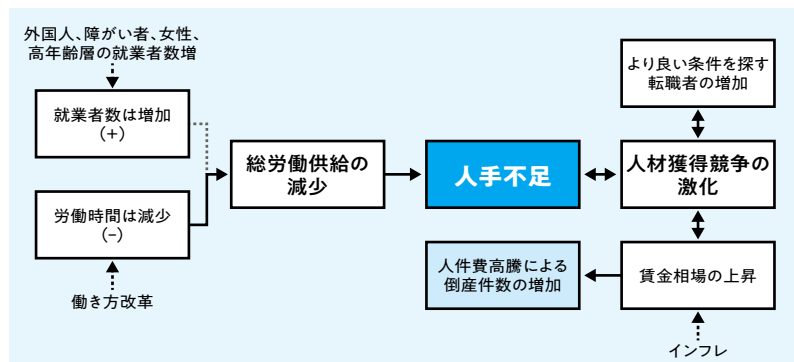 外国人、障がい者、女性、
高年齢層の就業者数増
就業者数は増加
(+)
労働時間は減少
(−)
働き方改革
総労働供給の
減少
人手不足
人件費高騰による
倒産件数の増加
より良い条件を探す
転職者の増加
人材獲得競争の
激化
賃金相場の上昇
インフレ